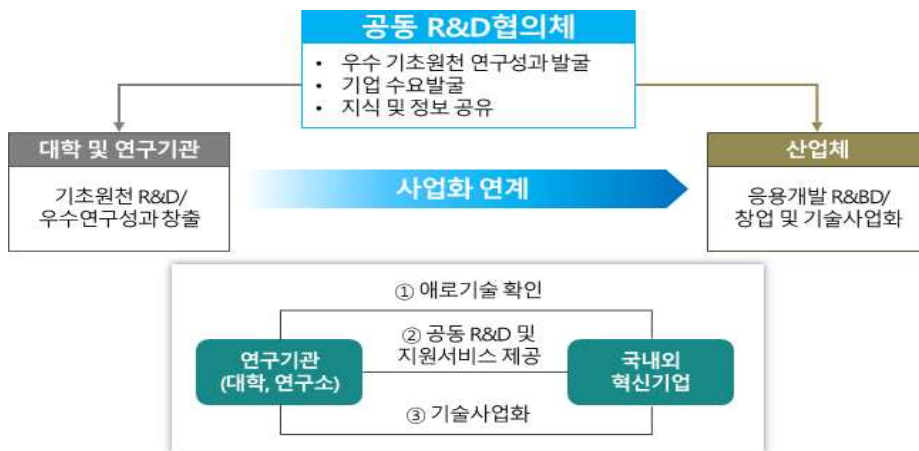 공동 R&D협의체
• 우수 기초원천 연구성과 발굴
• 기업 수요발굴
• 지식 및 정보 공유
대학 및 연구기관
기초원천 R&D/
우수연구성과 창출
사업화 연계
산업체
응용개발 R&BD/
창업 및 기술사업화
① 애로기술 확인
② 공동 R&D 및
지원서비스 제공
연구기관
(대학, 연구소)
국내외
혁신기업
③ 기술사업화